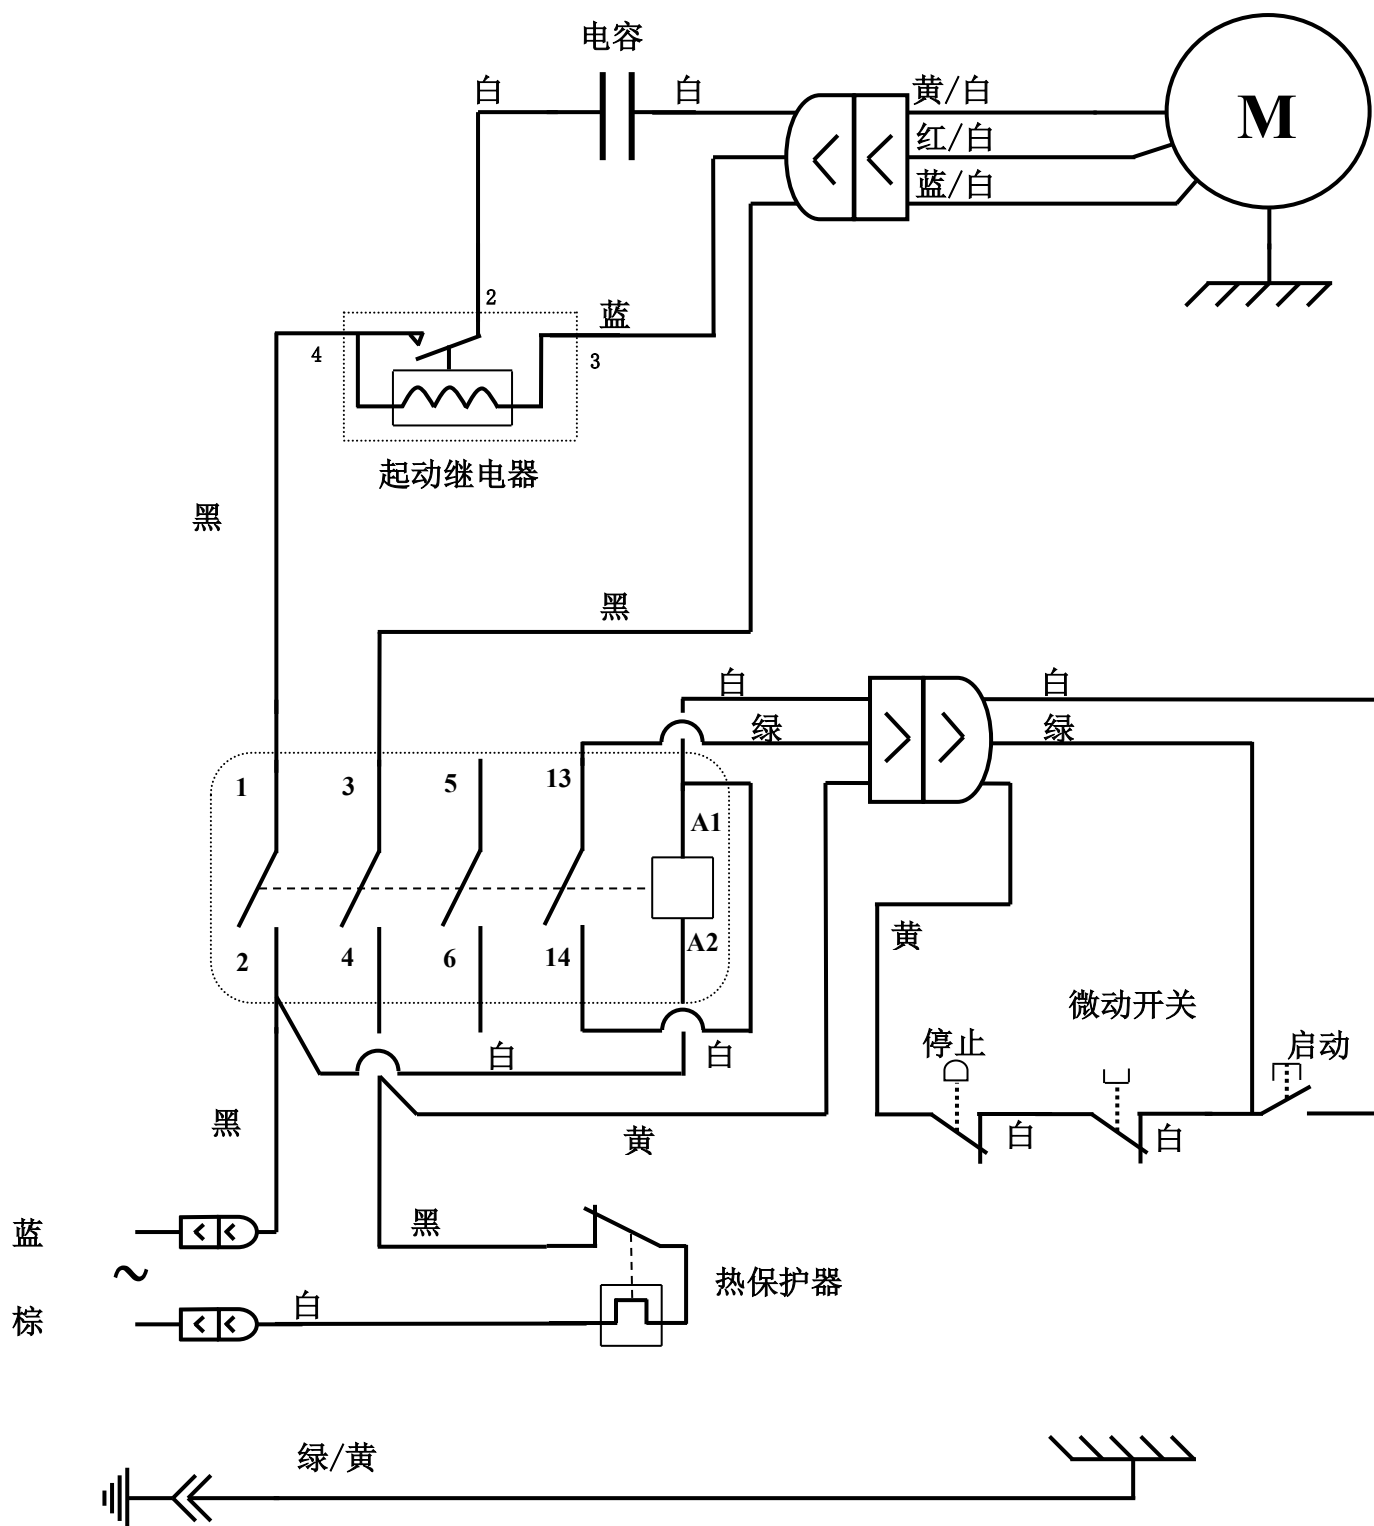 电容
白
白
黄/白
红/白
蓝/白
M
2
蓝
4
3
起动继电器
黑
黑
白
白
绿
绿
1
3
5
13
A1
2
4
6
14
A2
黄
微动开关
停止
启动
白
白
黑
黄
白
白
蓝
黑
热保护器
棕
白
~
绿/黄